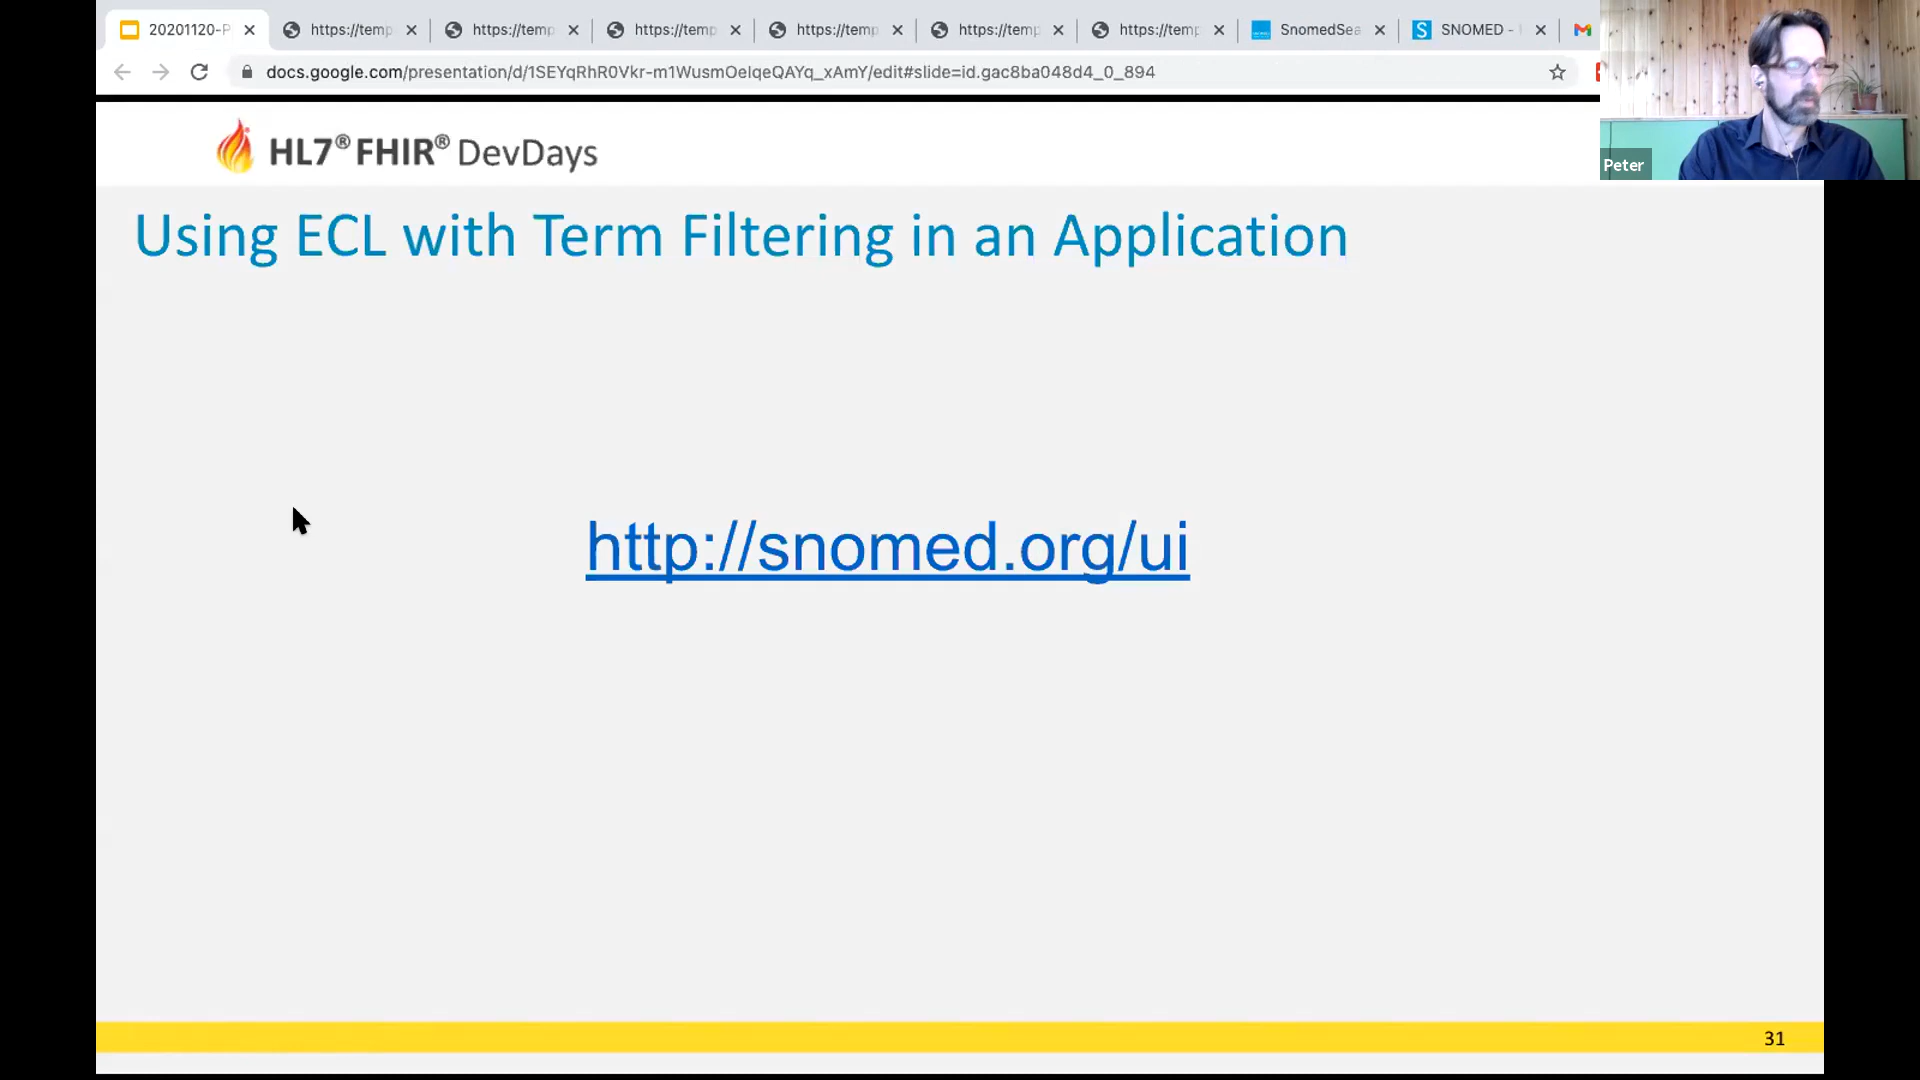 20201120-P
https://temp
https://temp
https://temp
https://temp
https://temp
https://temp
SnomedSea
SNOMED -
docs.google.com/presentation/d/1SEYqRhR0Vkr-m1WusmOelqeQAYq_xAmY/edit#slide=id.gac8ba048d4_0_894
Peter
HL7® FHIR® DevDays
Using ECL with Term Filtering in an Application
http://snomed.org/ui
31